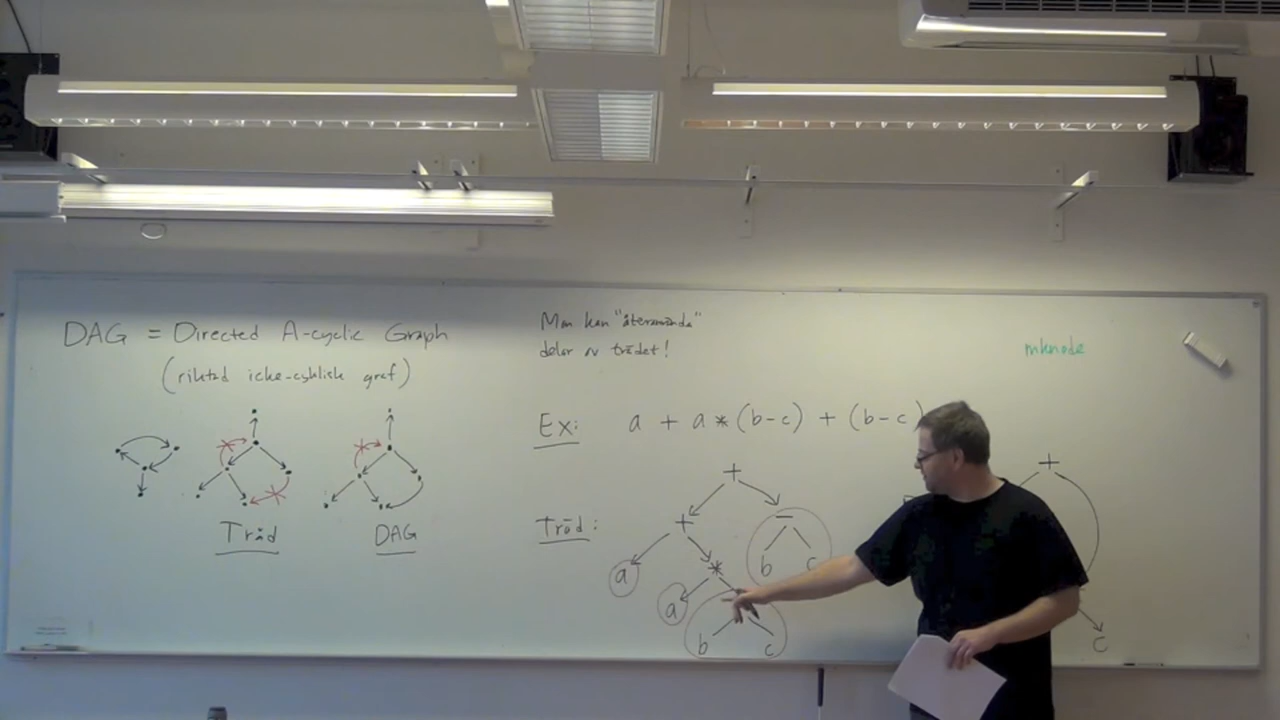 DAG = Directed A-cyclic Graph
(riktad icke-cyklisk graf)
Träd
DAG
Man kan "återanvända"
delar av trädet!
Ex: a + a * (b-c) + (b-c)
Träd:
+
+ -
a * b c
a -
b c
mknode
+
c